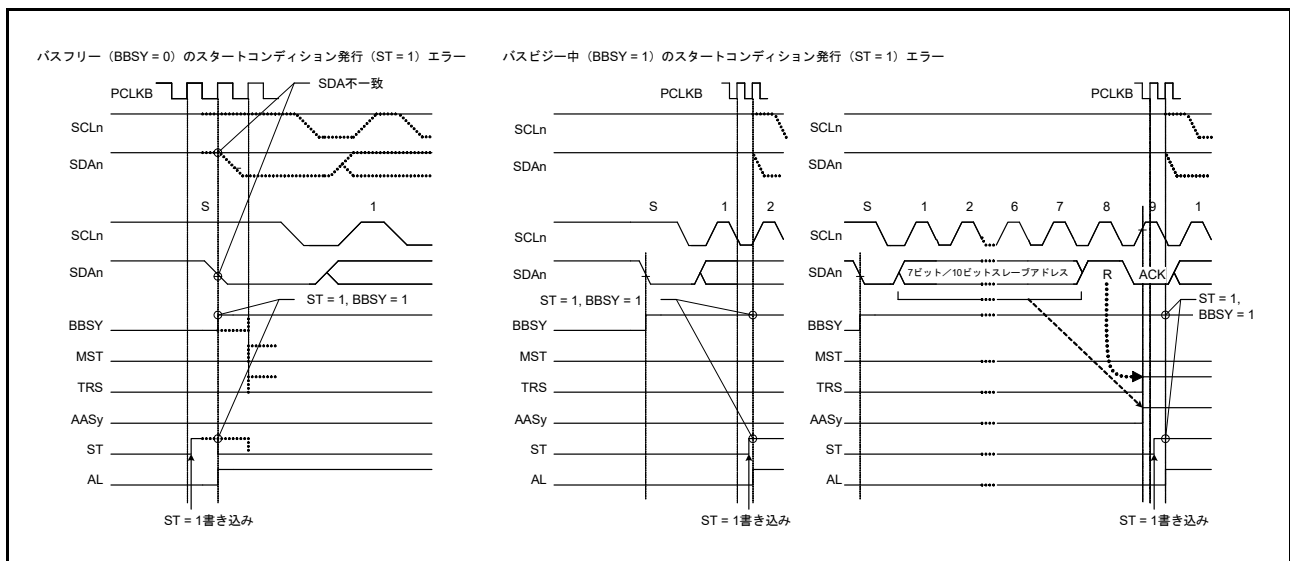 バスフリー（BBSY = 0）のスタートコンディション発行（ST = 1）エラー
PCLKB
SDA不一致
SCLn
SDAn
S
1
SCLn
SDAn
ST = 1, BBSY = 1
BBSY
MST
TRS
AASy
ST
AL
ST = 1書き込み
バスビジー中（BBSY = 1）のスタートコンディション発行（ST = 1）エラー
PCLKB
SCLn
SDAn
S 1 2
SCLn
SDAn
ST = 1, BBSY = 1
BBSY
MST
TRS
AASy
ST
AL
ST = 1書き込み
PCLKB
SCLn
SDAn
S 1 2 6 7 8 9 1
SCLn
SDAn
7ビット／10ビットスレーブアドレス
R
ACK
ST = 1,
BBSY = 1
BBSY
MST
TRS
AASy
ST
AL
ST = 1書き込み